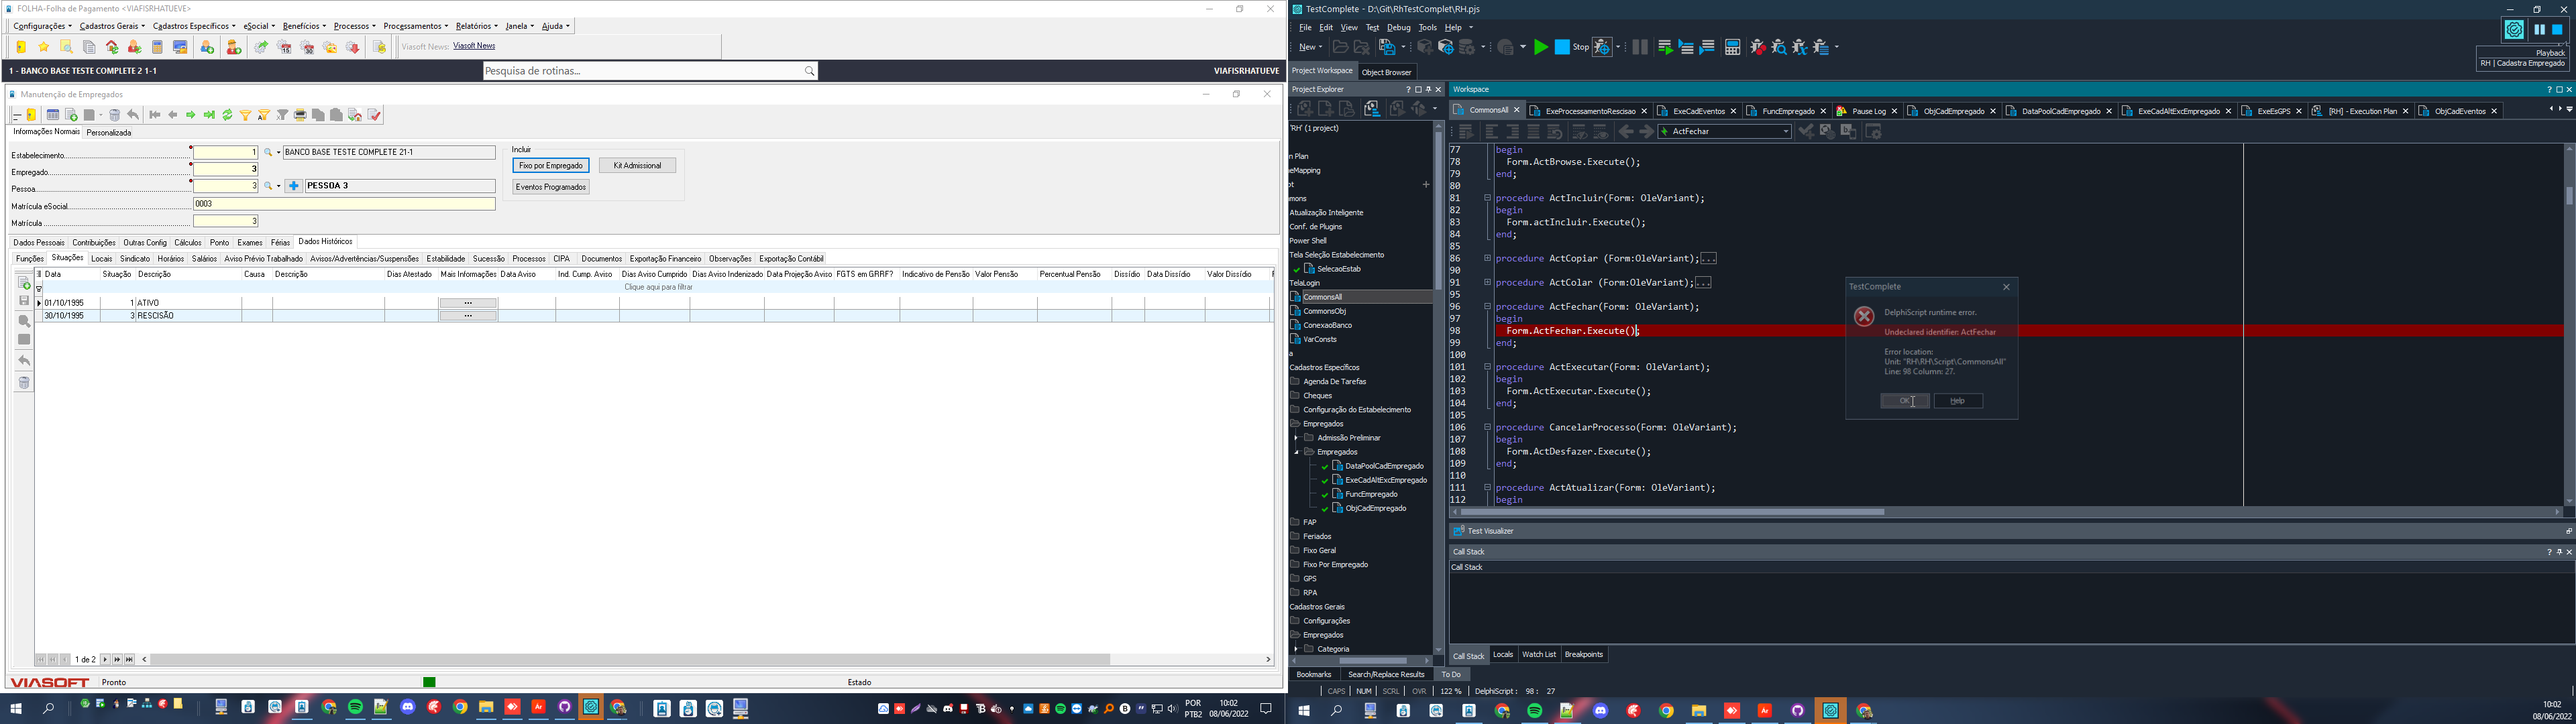 FOLHA-Folha de Pagamento <VIAFISRHATUEVE>
Configurações Cadastros Gerais Cadastros Específicos eSocial Benefícios Processos Processamentos Relatórios Janela Ajuda
Viasoft News: Viasoft News
1 - BANCO BASE TESTE COMPLETE 2 1-1
Pesquisa de rotinas...
VIAFISRHATUEVE
Manutenção de Empregados
Informações Normais Personalizada
Estabelecimento 1 BANCO BASE TESTE COMPLETE 21-1
Empregado 3
Pessoa 3 PESSOA 3
Matrícula eSocial 0003
Matrícula 3
Incluir
Fixo por Empregado Kit Admissional
Eventos Programados
Dados Pessoais Contribuições Outras Config Cálculos Ponto Exames Férias Dados Históricos
Funções Situações Locais Sindicato Horários Salários Aviso Prévio Trabalhado Avisos/Advertências/Suspensões Estabilidade Sucessão Processos CIPA Documentos Exportação Financeiro Observações Exportação Contábil
Data Situação Descrição Causa Descrição Dias Atestado Mais Informações Data Aviso Ind. Cump. Aviso Dias Aviso Cumprido Dias Aviso Indenizado Data Projeção Aviso FGTS em GRRF? Indicativo de Pensão Valor Pensão Percentual Pensão Dissídio Data Dissídio Valor Dissídio
Clique aqui para filtrar
01/10/1995 1 ATIVO ...
30/10/1995 3 RESCISÃO ...
1 de 2
VIASOFT Pronto Estado
POR
PTB2
10:02
08/06/2022
TestComplete - D:\Git\RhTestComplet\RH.pjs
File Edit View Test Debug Tools Help
New Stop
Playback
RH | Cadastra Empregado
Project Workspace Object Browser
Project Explorer
'RH' (1 project)
n Plan
eMapping
ot
mons
Atualização Inteligente
Conf. de Plugins
Power Shell
Tela Seleção Estabelecimento
SelecaoEstab
TelaLogin
CommonsAll
CommonsObj
ConexaoBanco
VarConsts
a
Cadastros Específicos
Agenda De Tarefas
Cheques
Configuração do Estabelecimento
Empregados
Admissão Preliminar
Empregados
DataPoolCadEmpregado
ExeCadAltExcEmpregado
FuncEmpregado
ObjCadEmpregado
FAP
Feriados
Fixo Geral
Fixo Por Empregado
GPS
RPA
Cadastros Gerais
Configurações
Empregados
Categoria
Bookmarks Search/Replace Results To Do
Workspace
CommonsAll ExeProcessamentoRescisao ExeCadEventos FuncEmpregado Pause Log ObjCadEmpregado DataPoolCadEmpregado ExeCadAltExcEmpregado ExeEsGPS [RH] - Execution Plan ObjCadEventos
ActFechar
77 begin
78 Form.ActBrowse.Execute();
79 end;
80
81 procedure ActIncluir(Form: OleVariant);
82 begin
83 Form.actIncluir.Execute();
84 end;
85
86 procedure ActCopiar (Form:OleVariant);...
90
91 procedure ActColar (Form:OleVariant);...
95
96 procedure ActFechar(Form: OleVariant);
97 begin
98 Form.ActFechar.Execute();
99 end;
100
101 procedure ActExecutar(Form: OleVariant);
102 begin
103 Form.ActExecutar.Execute();
104 end;
105
106 procedure CancelarProcesso(Form: OleVariant);
107 begin
108 Form.ActDesfazer.Execute();
109 end;
110
111 procedure ActAtualizar(Form: OleVariant);
112 begin
TestComplete
DelphiScript runtime error.
Undeclared identifier: ActFechar
Error location:
Unit: "RH\RH\Script\CommonsAll"
Line: 98 Column: 27.
OK Help
Test Visualizer
Call Stack
Call Stack
Call Stack Locals Watch List Breakpoints
CAPS NUM SCRL OVR 122 % DelphiScript : 98 : 27
10:02
08/06/2022